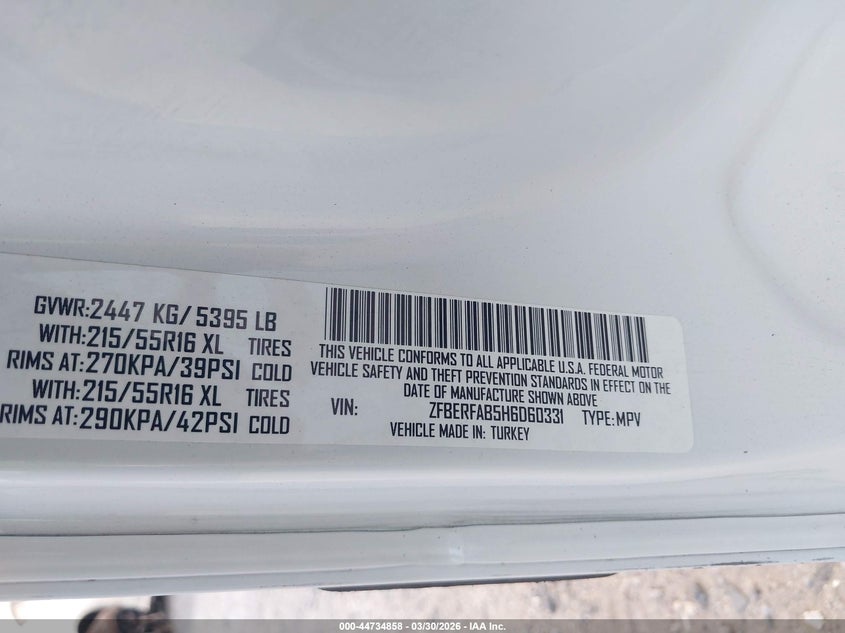 GVWR:2447 KG/ 5395 LB
WITH:215/55R16 XL TIRES
RIMS AT:270KPA/39PSI COLD
WITH:215/55R16 XL TIRES
RIMS AT:290KPA/42PSI COLD
THIS VEHICLE CONFORMS TO ALL APPLICABLE U.S.A. FEDERAL MOTOR
VEHICLE SAFETY AND THEFT PREVENTION STANDARDS IN EFFECT ON THE
DATE OF MANUFACTURE SHOWN ABOVE
VIN: ZFBERFAB5H6D60331 TYPE:MPV
VEHICLE MADE IN: TURKEY
000-44734858 - 03/30/2026 - IAA Inc.